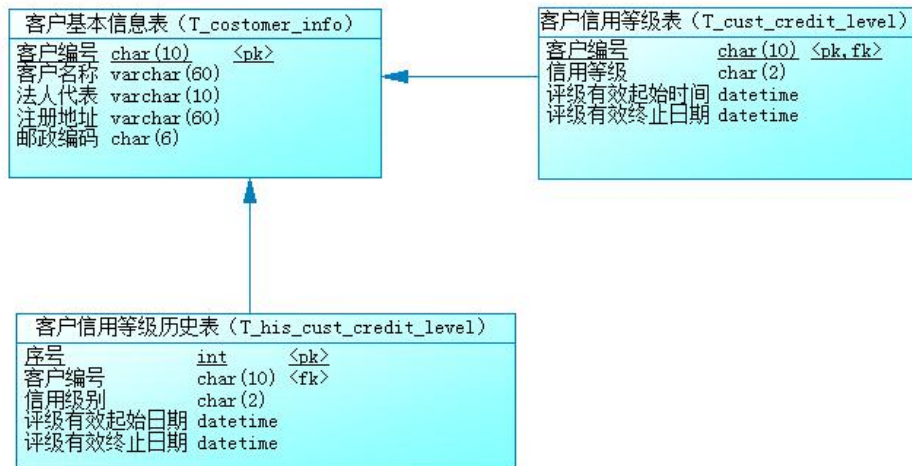 客户基本信息表（T_costomer_info）
客户编号 char(10) <pk>
客户名称 varchar(60)
法人代表 varchar(10)
注册地址 varchar(60)
邮政编码 char(6)
客户信用等级表（T_cust_credit_level）
客户编号 char(10) <pk,fk>
信用等级 char(2)
评级有效起始时间 datetime
评级有效终止日期 datetime
客户信用等级历史表（T_his_cust_credit_level）
序号 int <pk>
客户编号 char(10) <fk>
信用级别 char(2)
评级有效起始日期 datetime
评级有效终止日期 datetime